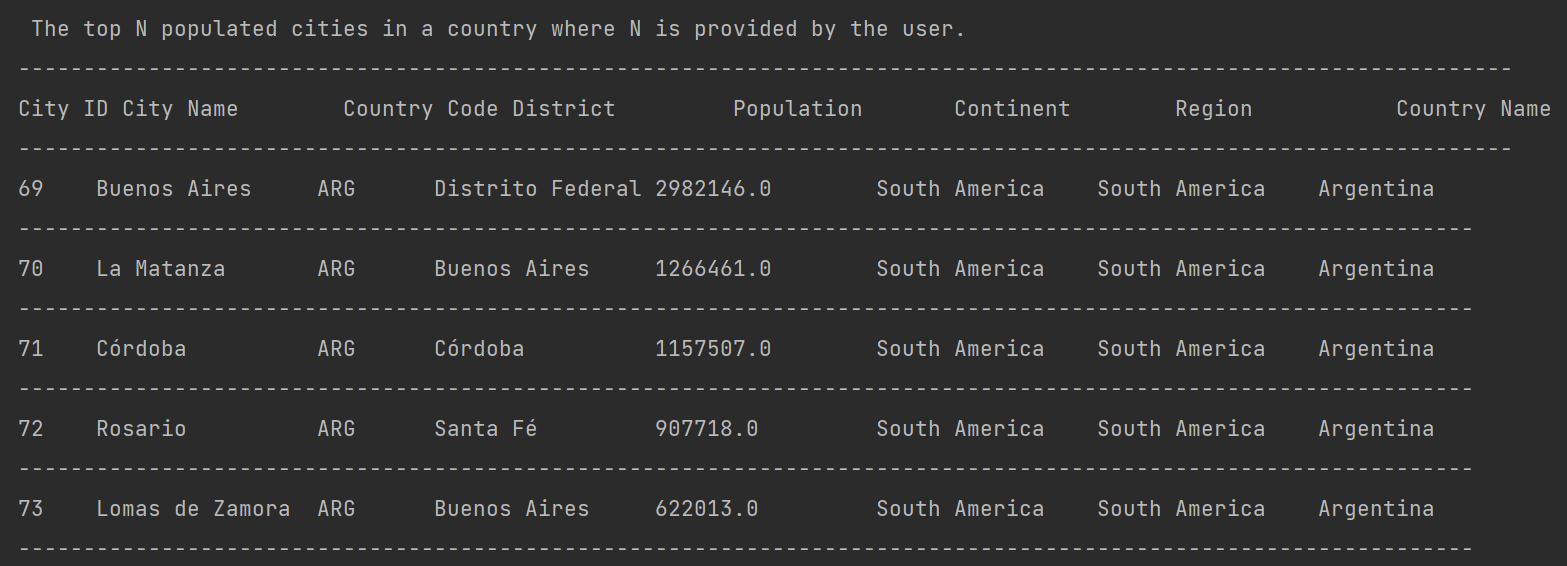 The top N populated cities in a country where N is provided by the user.
-------------------------------------------------------------------------------------------------------------------
City ID City Name        Country Code District         Population       Continent        Region           Country Name
-------------------------------------------------------------------------------------------------------------------
69    Buenos Aires     ARG      Distrito Federal 2982146.0        South America    South America    Argentina
----------------------------------------------------------------------------------------------------------------
70    La Matanza       ARG      Buenos Aires     1266461.0        South America    South America    Argentina
----------------------------------------------------------------------------------------------------------------
71    Córdoba          ARG      Córdoba          1157507.0        South America    South America    Argentina
----------------------------------------------------------------------------------------------------------------
72    Rosario          ARG      Santa Fé         907718.0         South America    South America    Argentina
----------------------------------------------------------------------------------------------------------------
73    Lomas de Zamora  ARG      Buenos Aires     622013.0         South America    South America    Argentina
----------------------------------------------------------------------------------------------------------------